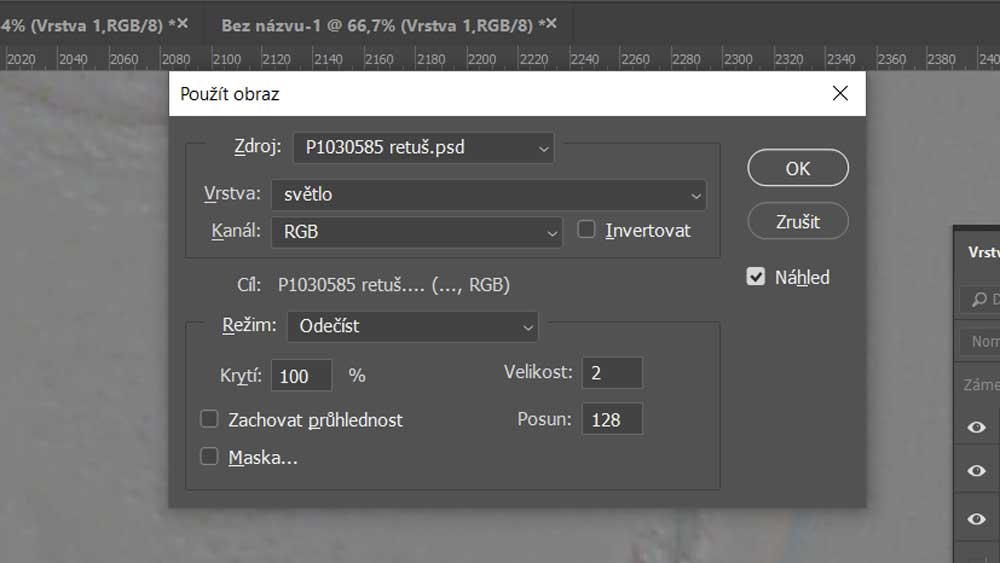 4% (Vrstva 1,RGB/8) *
Bez názvu-1 @ 66,7% (Vrstva 1,RGB/8) *
2020 2040 2060 2080 2100 2120 2140 2160 2180 2200 2220 2240 2260 2280 2300 2320 2340 2360 2380 240
Použít obraz
Zdroj: P1030585 retuš.psd
OK
Vrstva: světlo
Zrušit
Kanál: RGB
Invertovat
Vrstv
Náhled
Cíl: P1030585 retuš.... (..., RGB)
D
Režim: Odečíst
Norn
Krytí: 100 %
Velikost: 2
Záme
Zachovat průhlednost
Posun: 128
Maska...